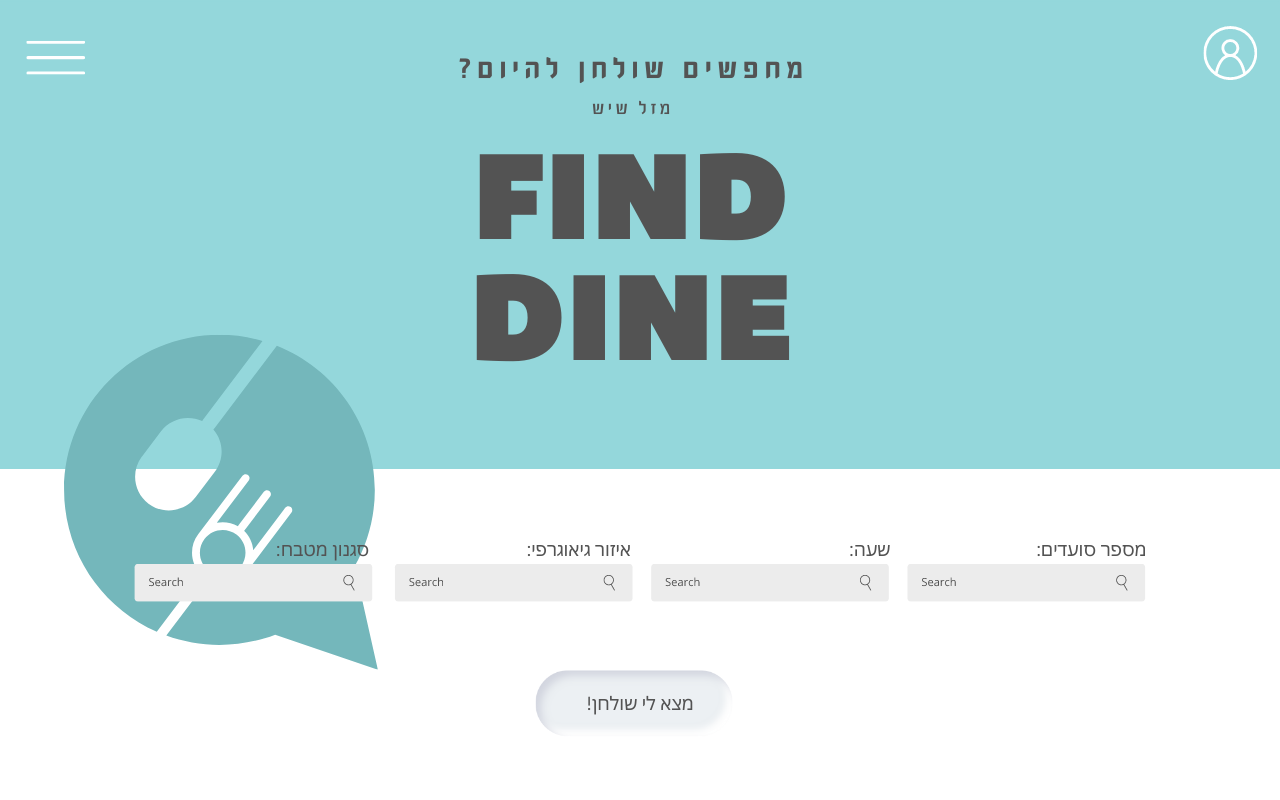 מחפשים שולחן להיום?
מזל שיש
FIND
DINE
מספר סועדים:
שעה:
איזור גיאוגרפי:
סגנון מטבח:
Search
Search
Search
Search
מצא לי שולחן!